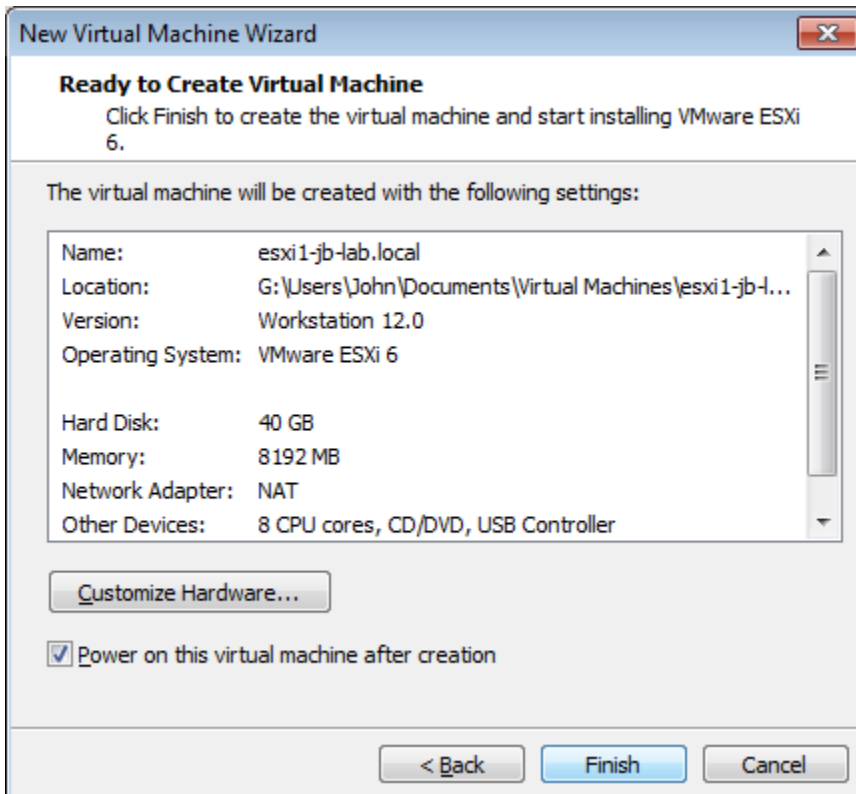 New Virtual Machine Wizard
Ready to Create Virtual Machine
Click Finish to create the virtual machine and start installing VMware ESXi
6.
The virtual machine will be created with the following settings:
Name: esxi1-jb-lab.local
Location: G:\Users\John\Documents\Virtual Machines\esxi1-jb-l...
Version: Workstation 12.0
Operating System: VMware ESXi 6
Hard Disk: 40 GB
Memory: 8192 MB
Network Adapter: NAT
Other Devices: 8 CPU cores, CD/DVD, USB Controller
Customize Hardware...
Power on this virtual machine after creation
< Back Finish Cancel